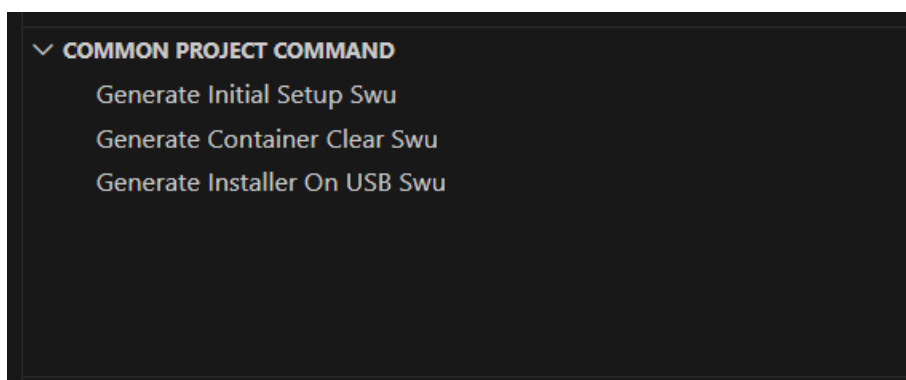 COMMON PROJECT COMMAND
Generate Initial Setup Swu
Generate Container Clear Swu
Generate Installer On USB Swu